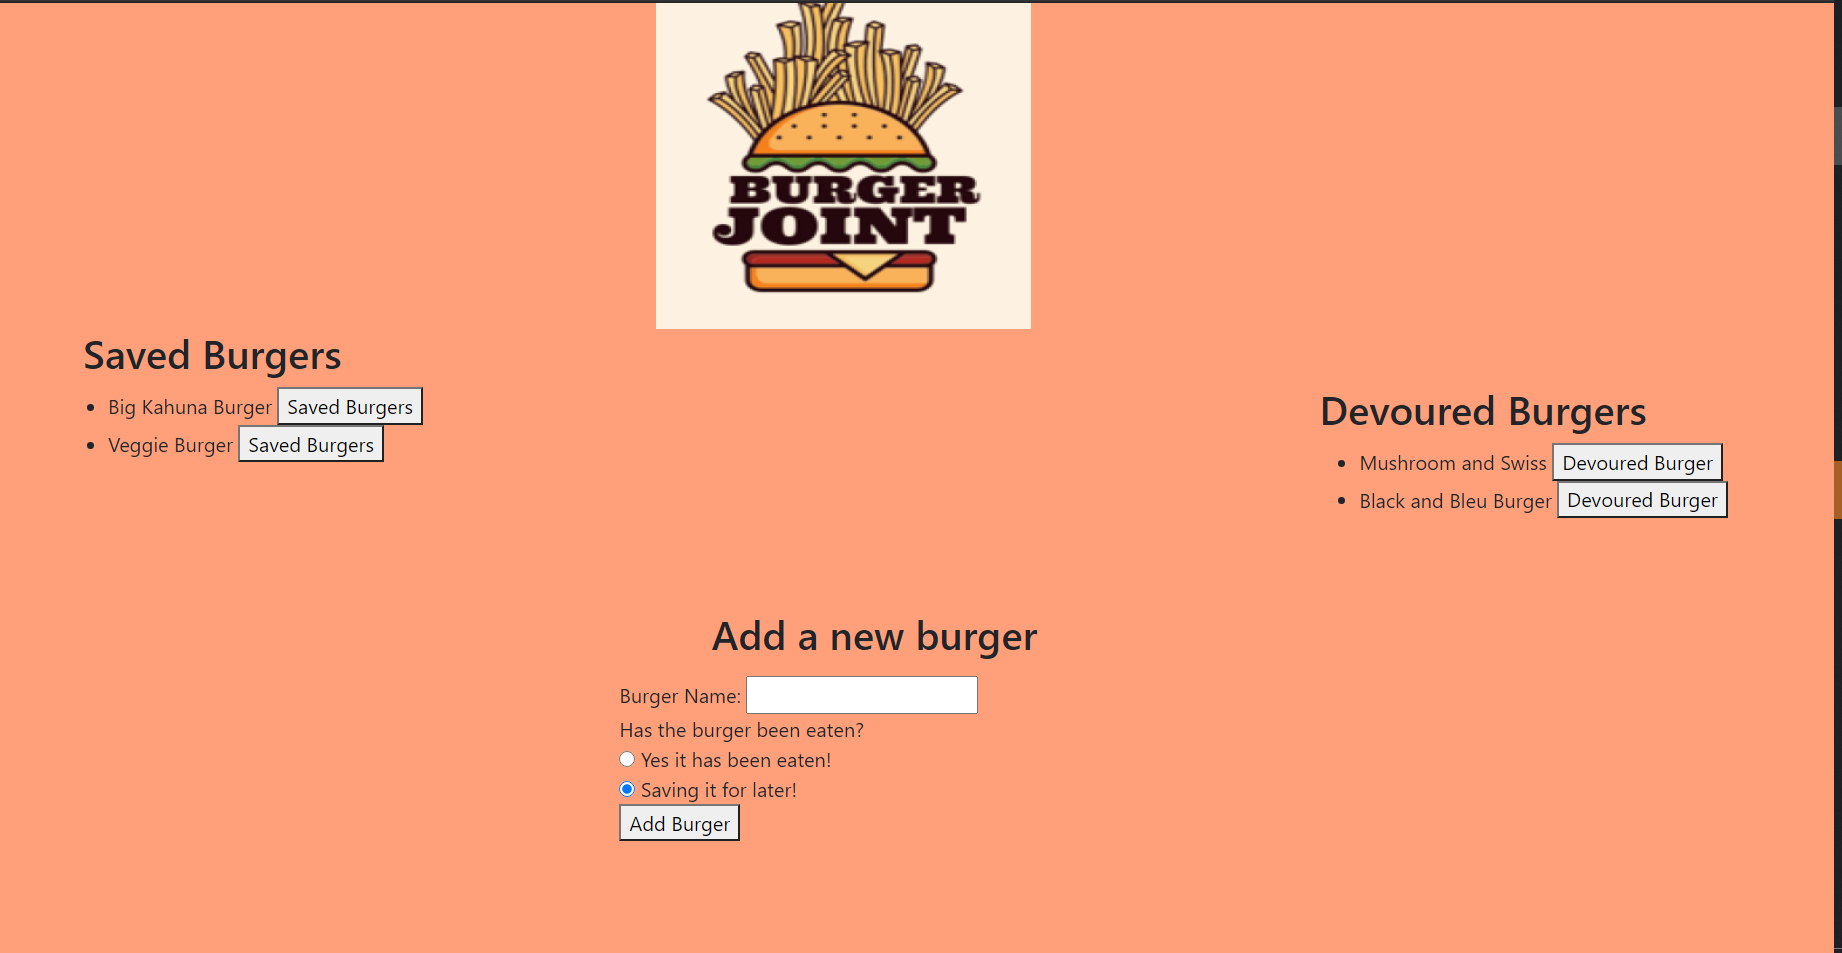 BURGER
JOINT
Saved Burgers
Big Kahuna Burger Saved Burgers
Veggie Burger Saved Burgers
Devoured Burgers
Mushroom and Swiss Devoured Burger
Black and Bleu Burger Devoured Burger
Add a new burger
Burger Name:
Has the burger been eaten?
Yes it has been eaten!
Saving it for later!
Add Burger